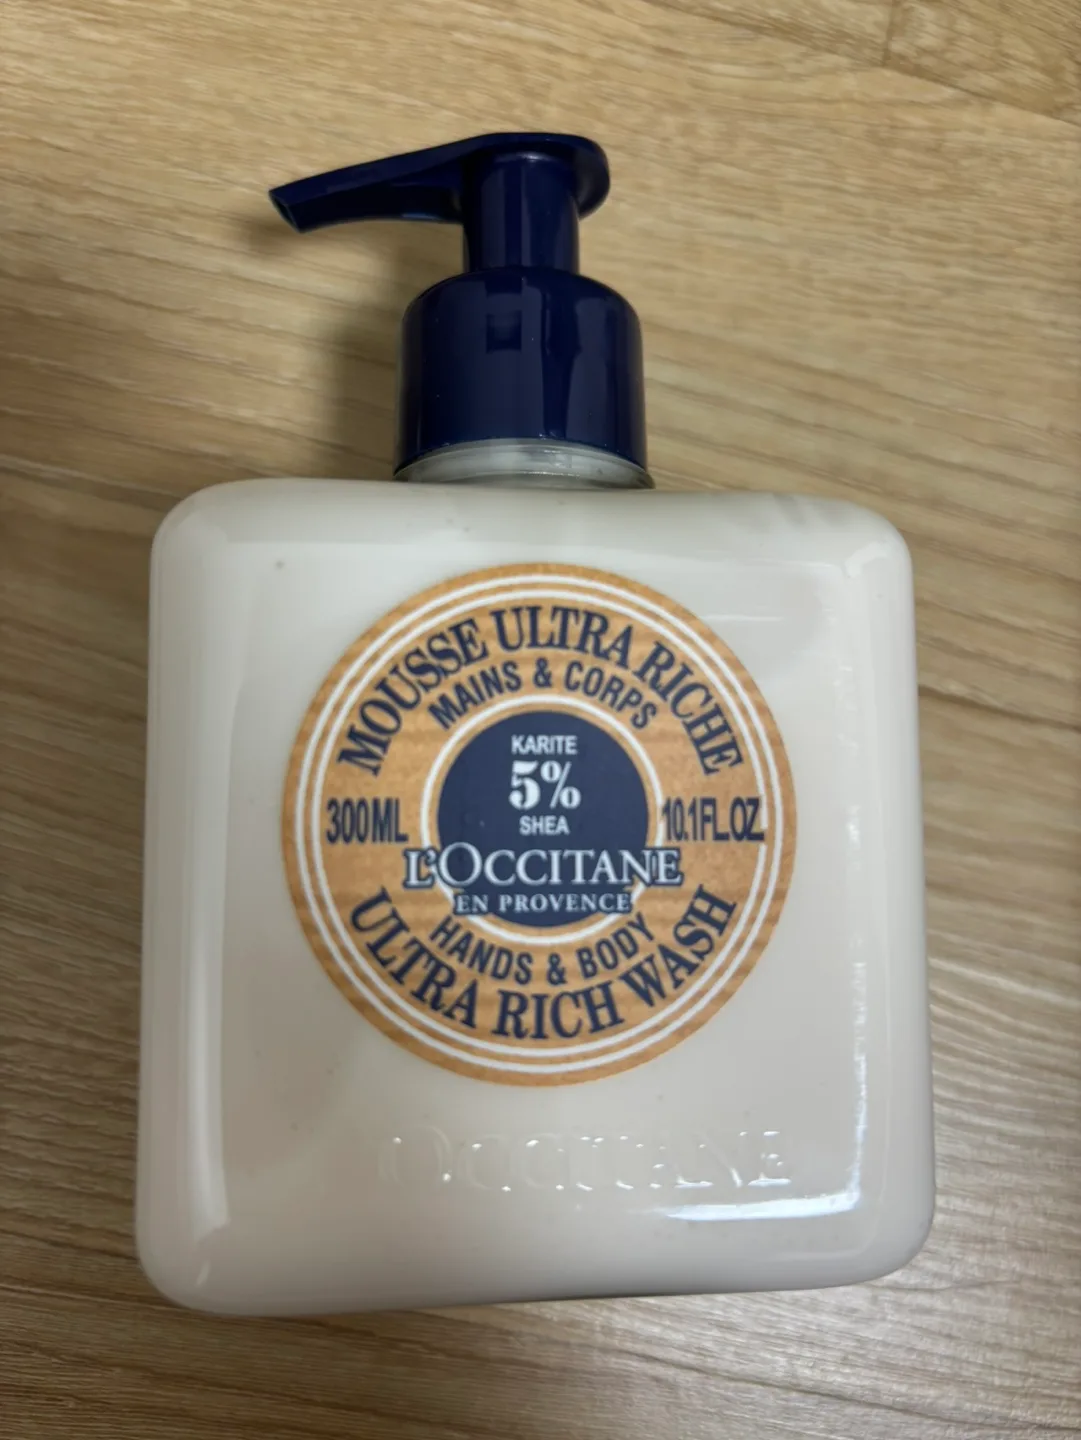 MOUSSE ULTRA RICHE
MAINS & CORPS
KARITE
5%
SHEA
300ML
10.1FL.OZ
L'OCCITANE
EN PROVENCE
HANDS & BODY
ULTRA RICH WASH
L'OCCITANE